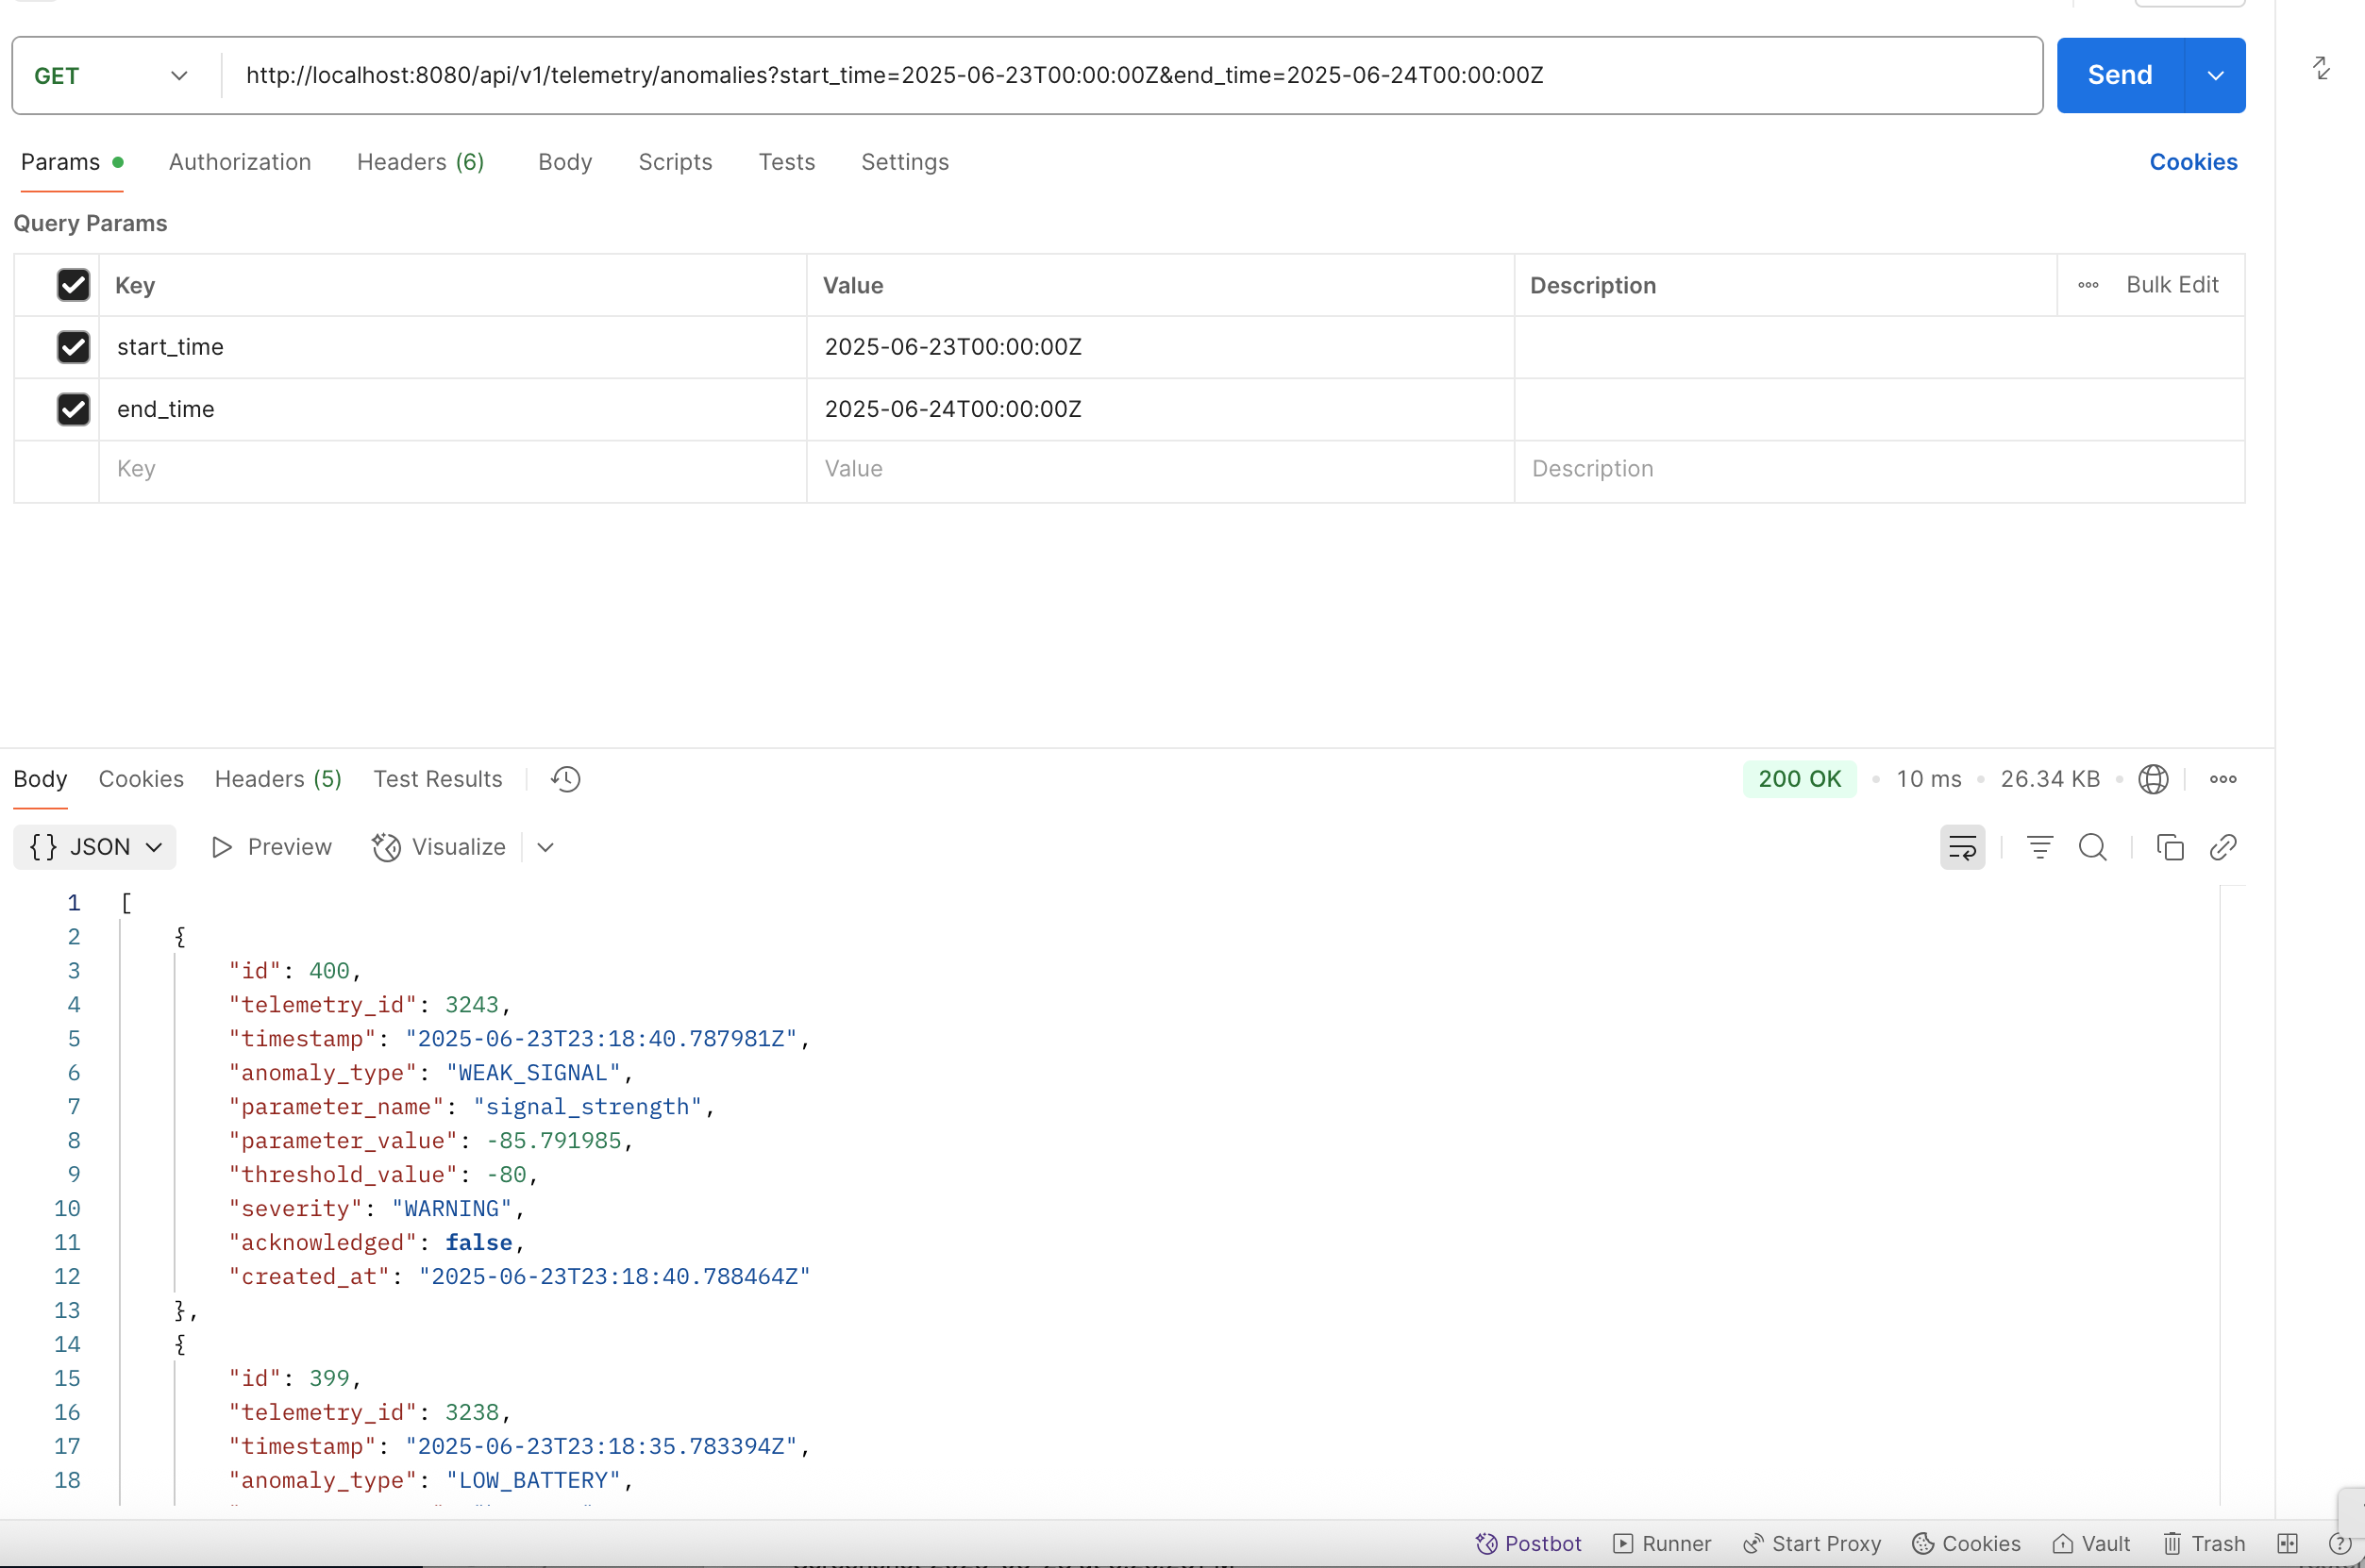 GET http://localhost:8080/api/v1/telemetry/anomalies?start_time=2025-06-23T00:00:00Z&end_time=2025-06-24T00:00:00Z Send
Params Authorization Headers (6) Body Scripts Tests Settings Cookies
Query Params
Key Value Description Bulk Edit
start_time 2025-06-23T00:00:00Z
end_time 2025-06-24T00:00:00Z
Key Value Description
Body Cookies Headers (5) Test Results 200 OK 10 ms 26.34 KB
{} JSON Preview Visualize
1 [
2 {
3 "id": 400,
4 "telemetry_id": 3243,
5 "timestamp": "2025-06-23T23:18:40.787981Z",
6 "anomaly_type": "WEAK_SIGNAL",
7 "parameter_name": "signal_strength",
8 "parameter_value": -85.791985,
9 "threshold_value": -80,
10 "severity": "WARNING",
11 "acknowledged": false,
12 "created_at": "2025-06-23T23:18:40.788464Z"
13 },
14 {
15 "id": 399,
16 "telemetry_id": 3238,
17 "timestamp": "2025-06-23T23:18:35.783394Z",
18 "anomaly_type": "LOW_BATTERY",
Postbot Runner Start Proxy Cookies Vault Trash